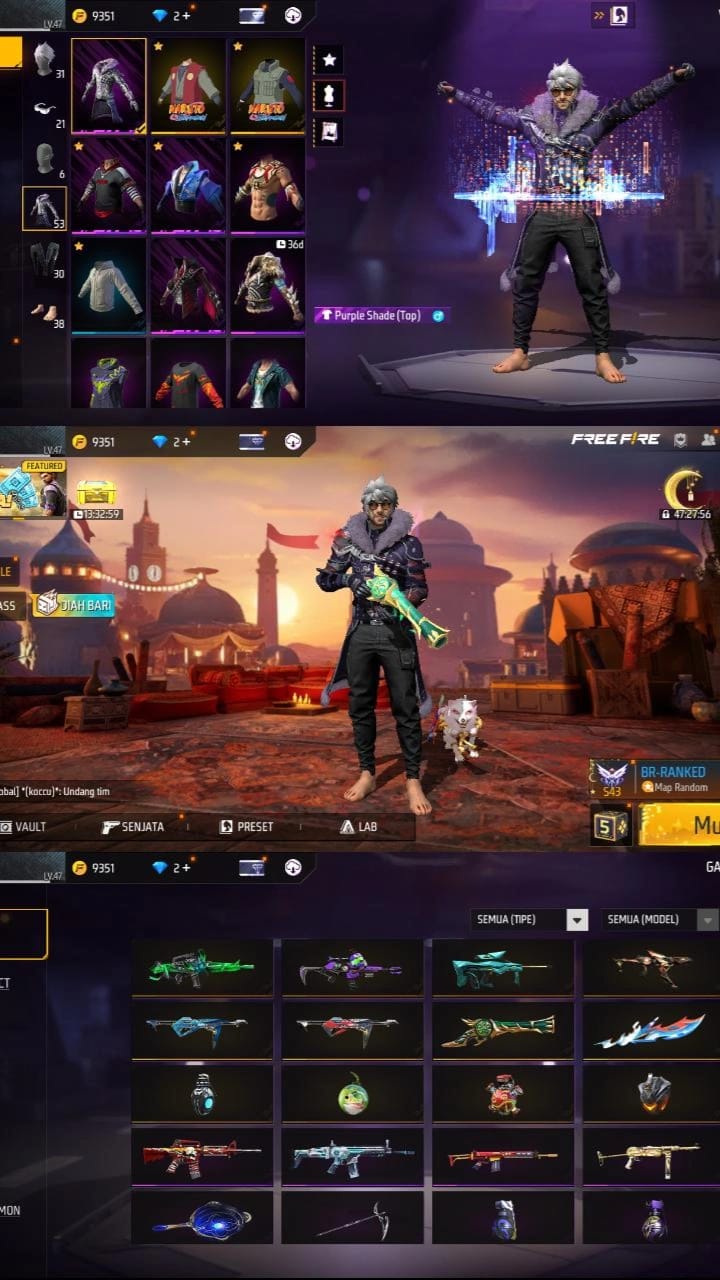 LV.47
9351
2+
31
21
6
53
30
38
NARUTO
NARUTO
36d
Purple Shade (Top)
LV.47
9351
2+
FREE FIRE
FEATURED
13:32:59
47:27:56
LE
ASS
JIAH BARI
obal] *(koccu)*: Undang tim
BR-RANKED
543
Map Random
VAULT
SENJATA
PRESET
LAB
5
Mu
LV.47
9351
2+
GA
SEMUA (TIPE)
SEMUA (MODEL)
CT
MON